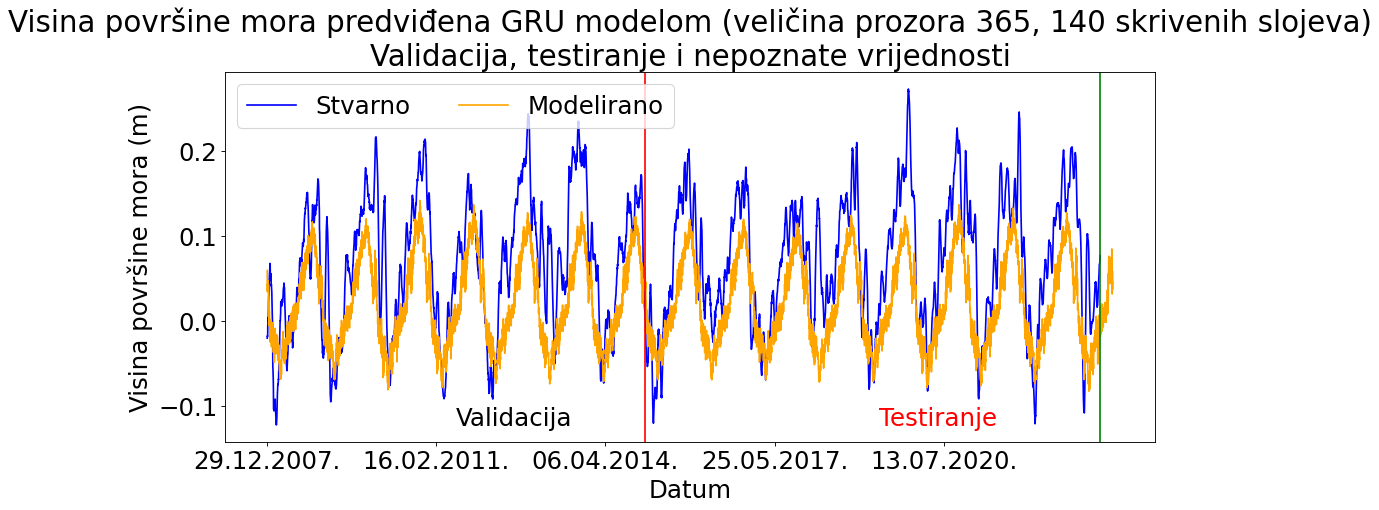 Visina površine mora predviđena GRU modelom (veličina prozora 365, 140 skrivenih slojeva)
Validacija, testiranje i nepoznate vrijednosti
Stvarno
Modelirano
Visina površine mora (m)
0.2
0.1
0.0
−0.1
Validacija
Testiranje
29.12.2007.
16.02.2011.
06.04.2014.
25.05.2017.
13.07.2020.
Datum